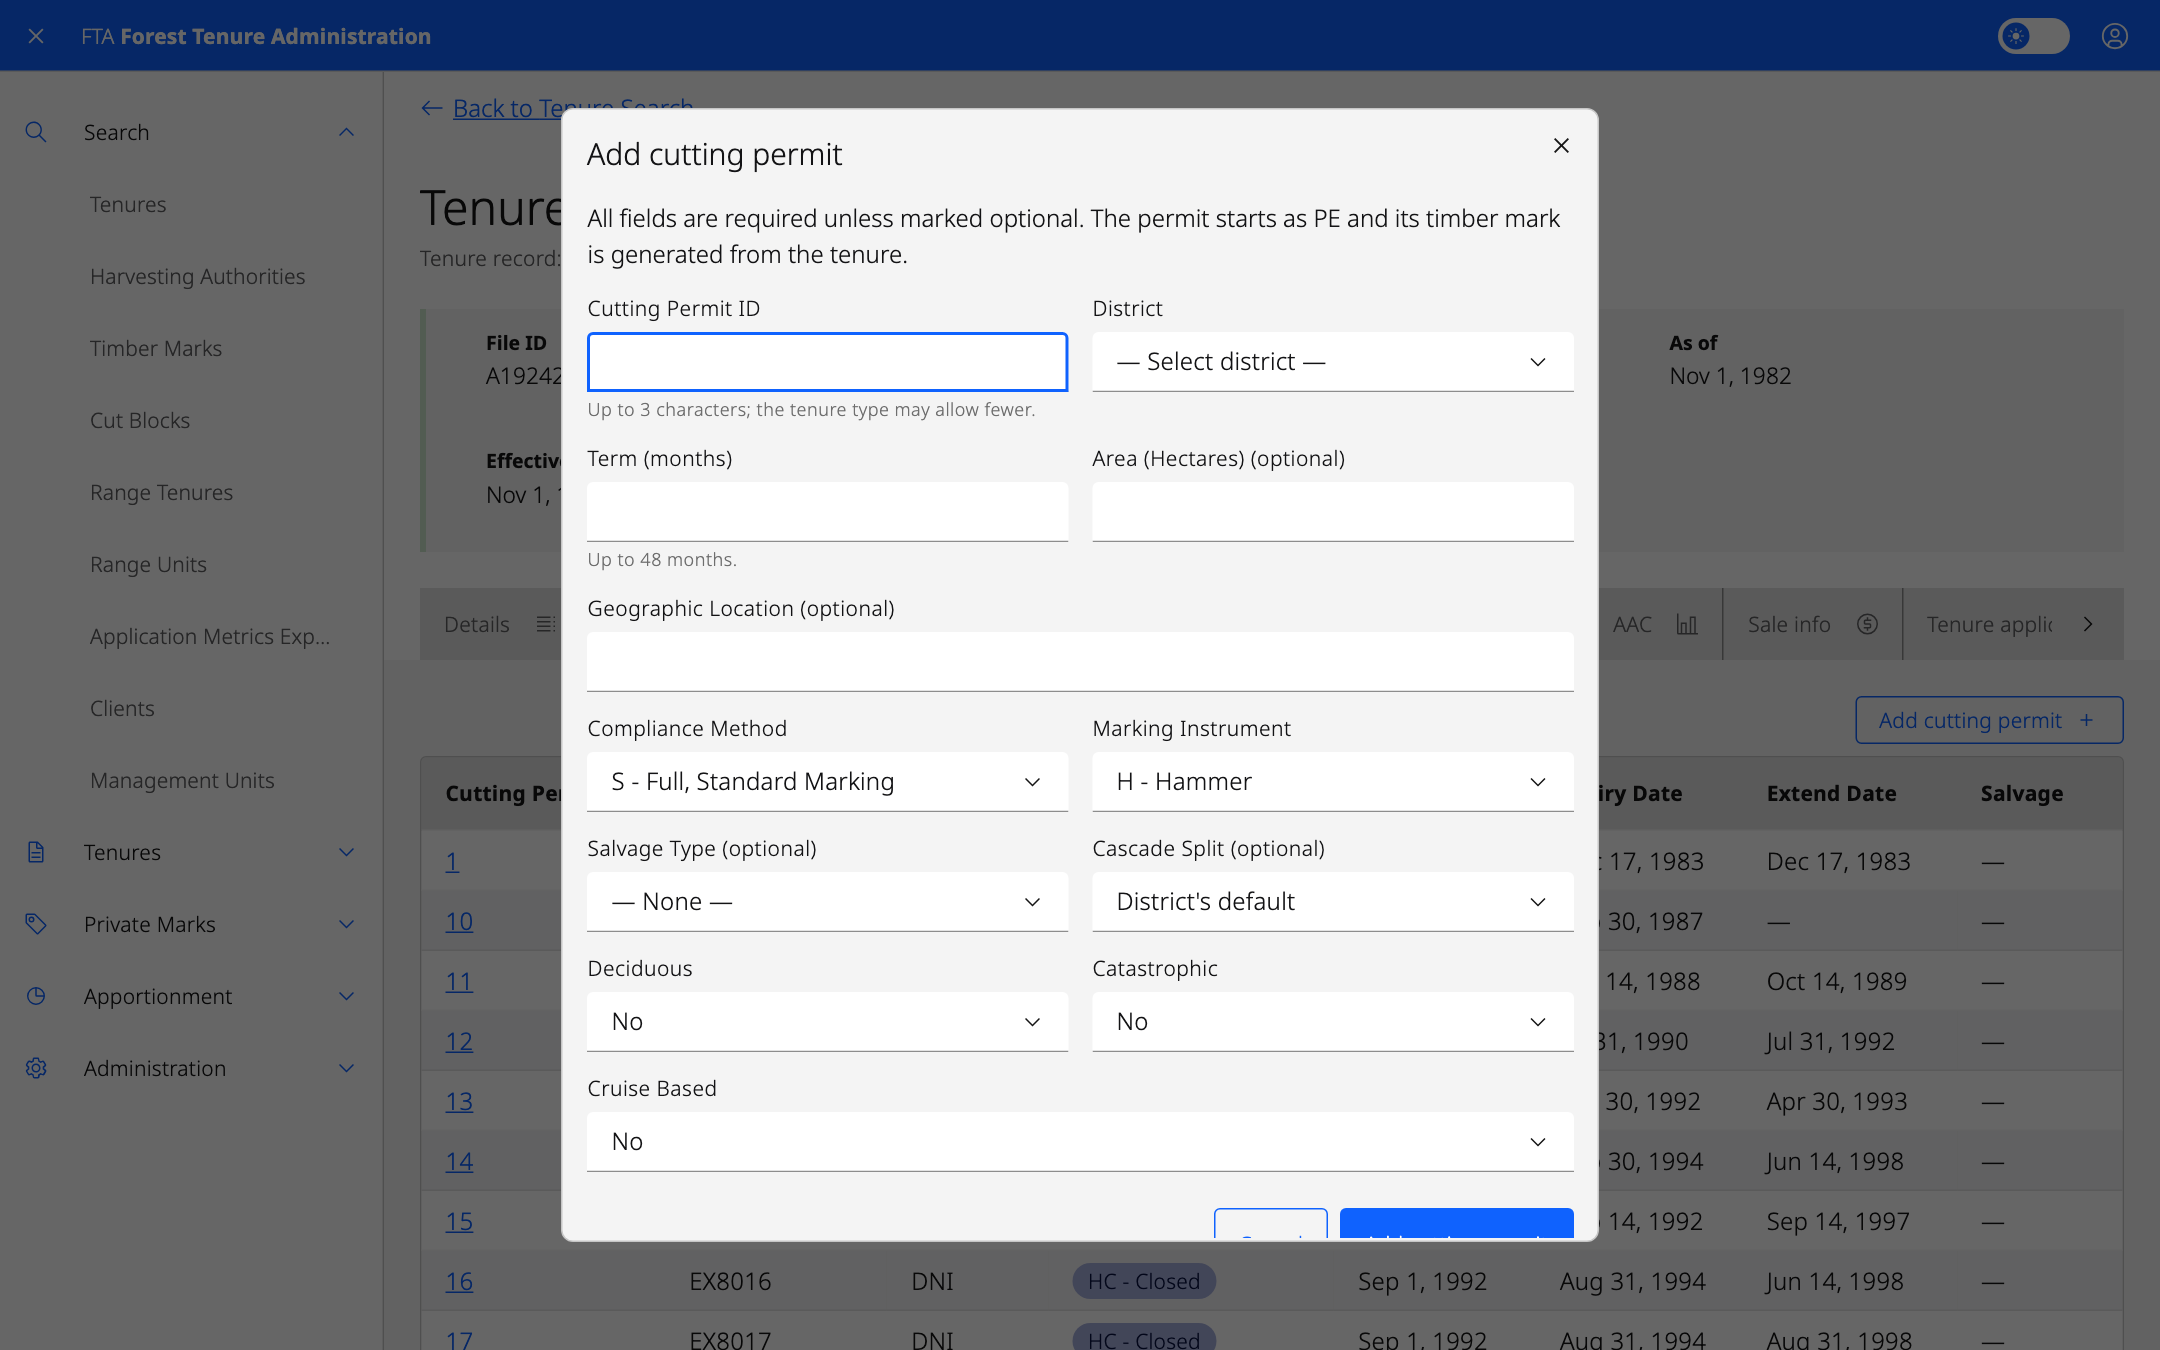 FTA Forest Tenure Administration
Search
Tenures
Harvesting Authorities
Timber Marks
Cut Blocks
Range Tenures
Range Units
Application Metrics Exp...
Clients
Management Units
Tenures
Private Marks
Apportionment
Administration
Back to Tenure Search
Tenure
Tenure record:
File ID
A19242
As of
Nov 1, 1982
Effective
Nov 1,
Details
AAC
Sale info
Tenure applic
Add cutting permit +
Add cutting permit
All fields are required unless marked optional. The permit starts as PE and its timber mark
is generated from the tenure.
Cutting Permit ID
District
— Select district —
Up to 3 characters; the tenure type may allow fewer.
Term (months)
Area (Hectares) (optional)
Up to 48 months.
Geographic Location (optional)
Compliance Method
Marking Instrument
S - Full, Standard Marking
H - Hammer
Salvage Type (optional)
Cascade Split (optional)
— None —
District's default
Deciduous
Catastrophic
No
No
Cruise Based
No
Cutting Extend Date Salvage
1 17, 1983 Dec 17, 1983 —
10 30, 1987 — —
11 14, 1988 Oct 14, 1989 —
12 31, 1990 Jul 31, 1992 —
13 30, 1992 Apr 30, 1993 —
14 30, 1994 Jun 14, 1998 —
15 14, 1992 Sep 14, 1997 —
16 EX8016 DNI HC - Closed Sep 1, 1992 Aug 31, 1994 Jun 14, 1998 —
17 EX8017 DNI HC - Closed Sep 1, 1992 Aug 31, 1994 Aug 31, 1998 —